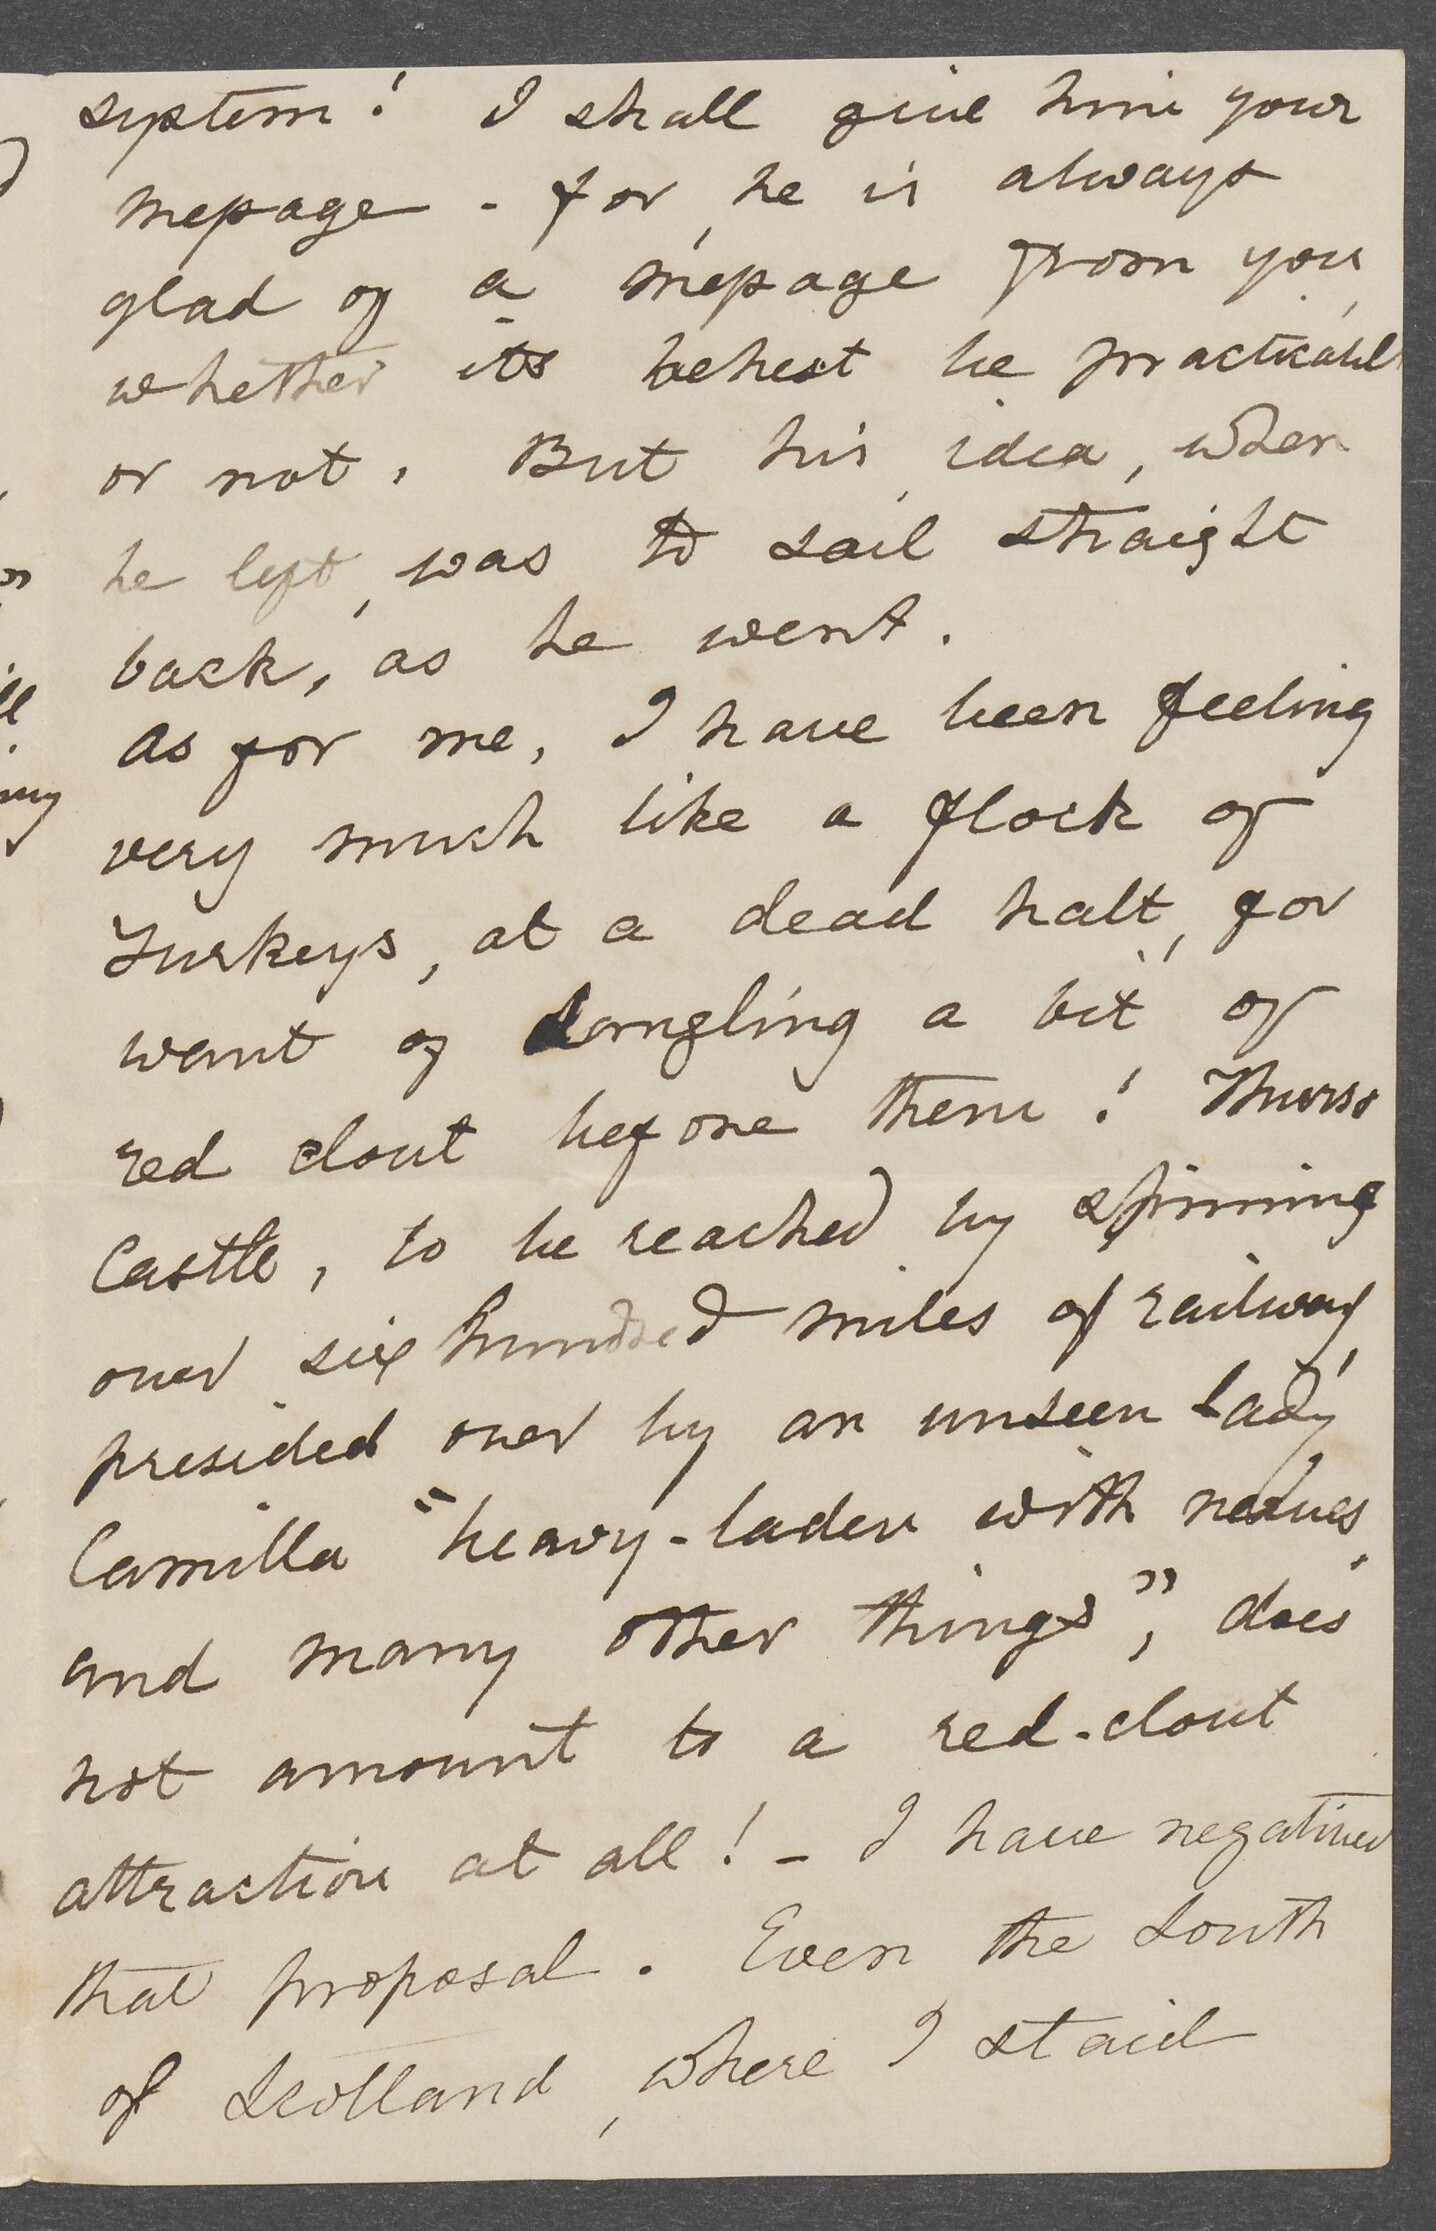 system! I shall give him your
message - for, he is always
glad of a message from you,
whether its behest be practicable
or not. But his idea, when
he left, was to sail straight
back, as he went.
As for me, I have been feeling
very much like a flock of
Turkeys, at a dead halt, for
want of dangling a bit of
red clout before them! Thurso
Castle, to be reached by spinning
over six hundred miles of railway,
presided over by an unseen Lady
Camilla "heavy-laden with nerves,
and many other things", does
not amount to a red-clout
attraction at all! - I have negatived
that proposal. Even the South
of Scotland, where I staid